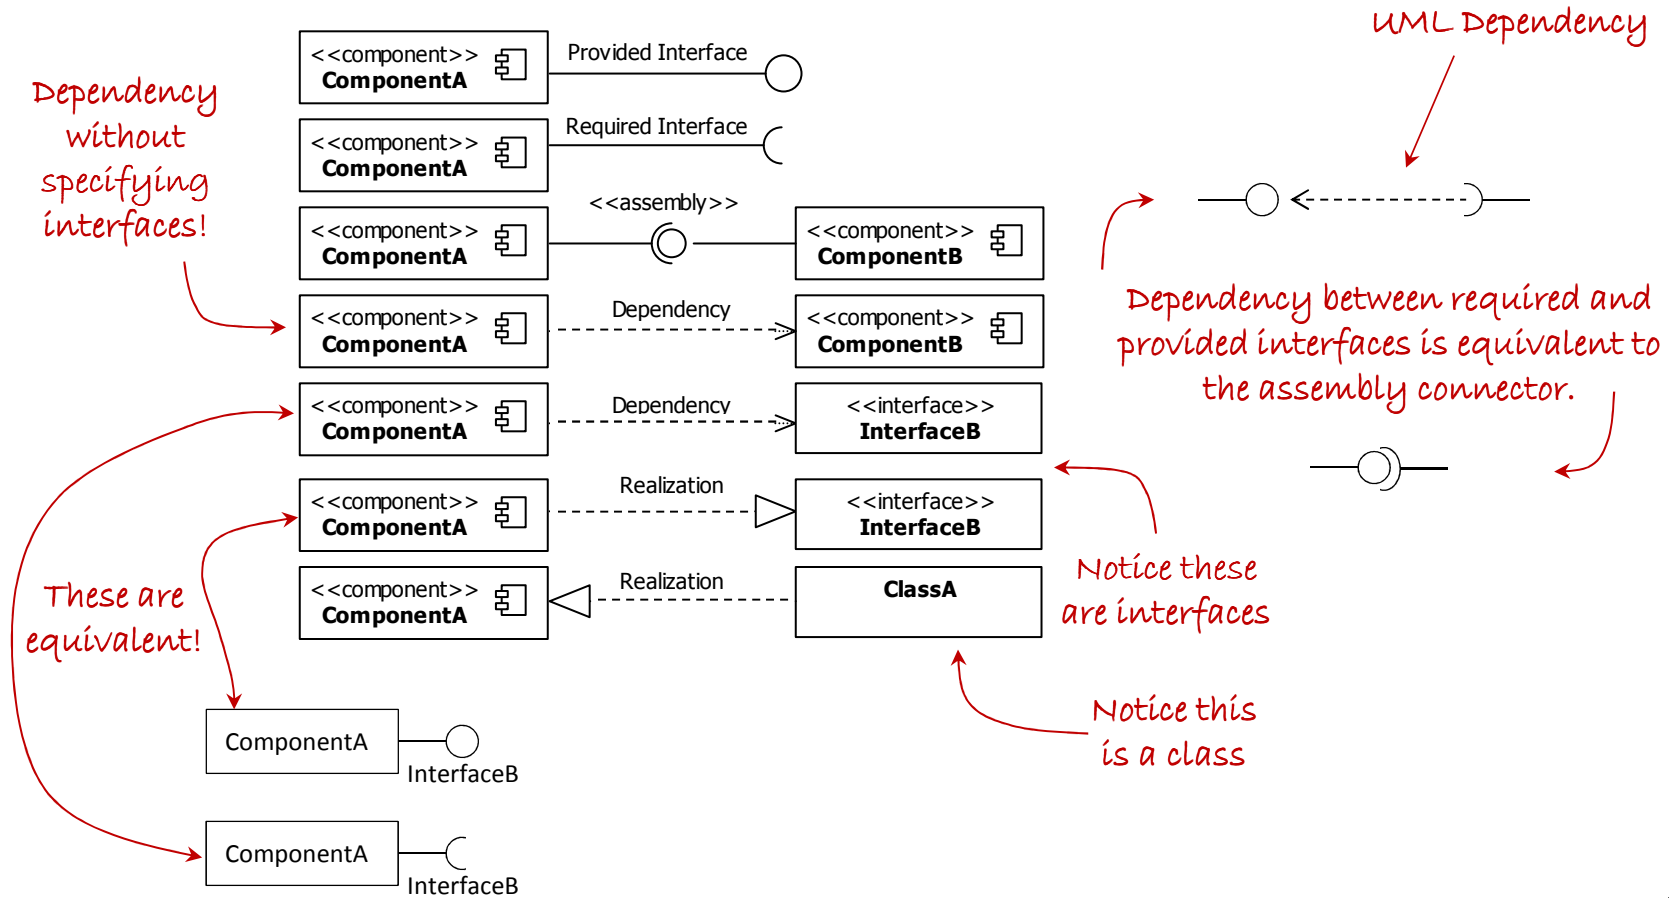 UML Dependency
<<component>>
ComponentA
Provided Interface
Dependency
without
specifying
interfaces!
<<component>>
ComponentA
Required Interface
<<component>>
ComponentA
<<assembly>>
<<component>>
ComponentB
<<component>>
ComponentA
Dependency
<<component>>
ComponentB
Dependency between required and
provided interfaces is equivalent to
the assembly connector.
<<component>>
ComponentA
Dependency
<<interface>>
InterfaceB
<<component>>
ComponentA
Realization
<<interface>>
InterfaceB
Notice these
are interfaces
<<component>>
ComponentA
Realization
ClassA
These are
equivalent!
Notice this
is a class
ComponentA
InterfaceB
ComponentA
InterfaceB